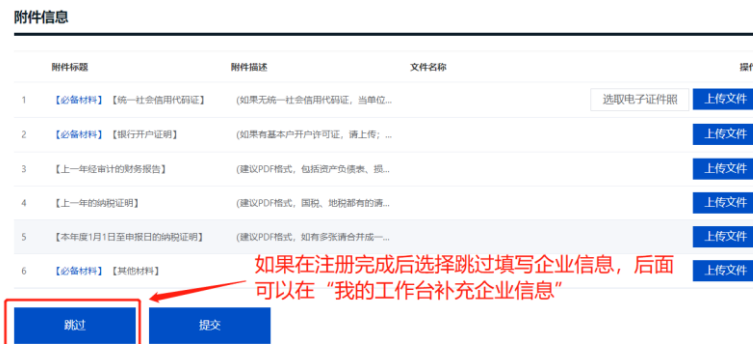 附件信息
附件标题 附件描述 文件名称 操作
1 【必备材料】【统一社会信用代码证】 (如果无统一社会信用代码证，当单位... 选取电子证件照 上传文件
2 【必备材料】【银行开户证明】 (如果有基本户开户许可证，请上传；... 上传文件
3 【上一年经审计的财务报告】 (建议PDF格式，包括资产负债表、损... 上传文件
4 【上一年的纳税证明】 (建议PDF格式，国税、地税都有的请... 上传文件
5 【本年度1月1日至申报日的纳税证明】 (建议PDF格式，如有多张请合并成一... 上传文件
6 【必备材料】【其他材料】 上传文件
如果在注册完成后选择跳过填写企业信息，后面
可以在“我的工作台补充企业信息”
跳过 提交